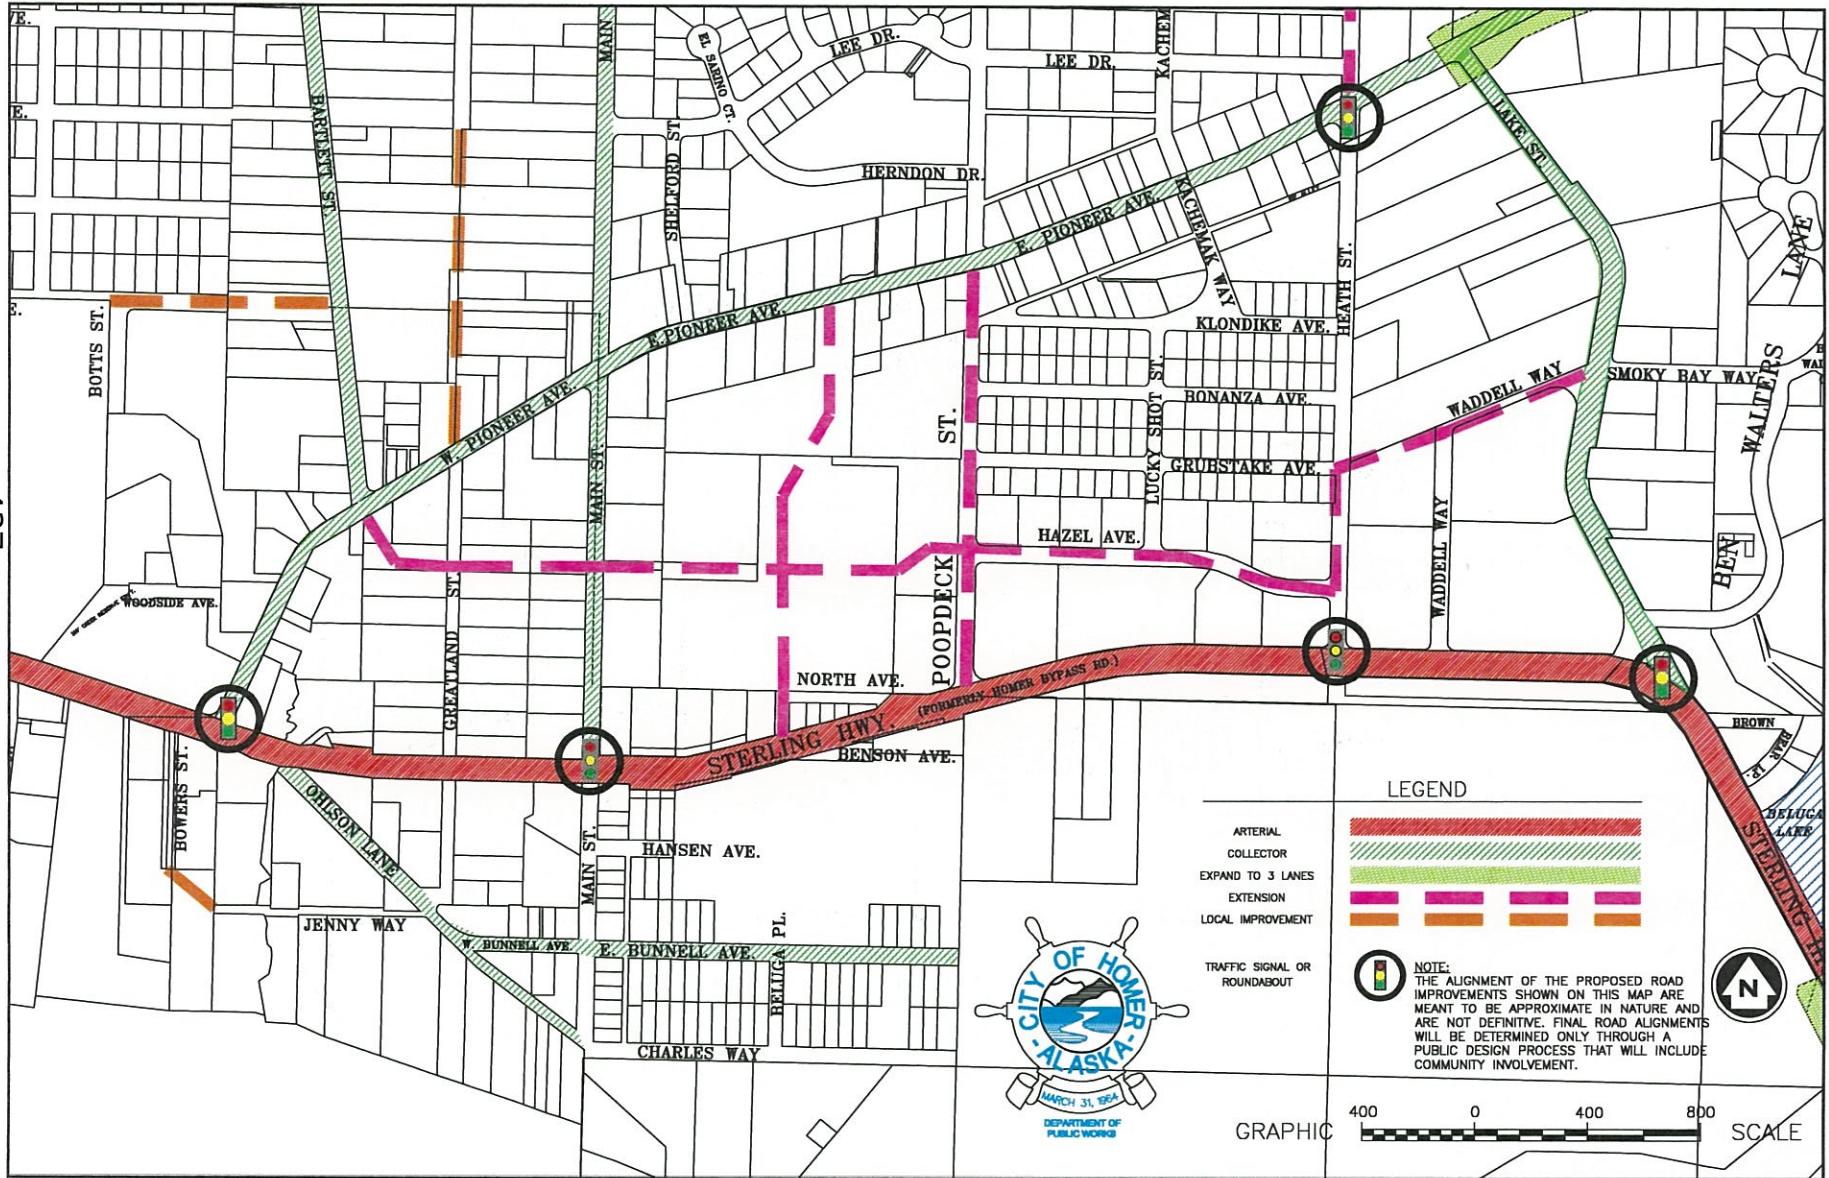 VE.
E.
E.
BARTLETT ST.
MAIN
EL SARINO CT.
LEE DR.
LEE DR.
KACHEM
SHELFORD ST.
HERNDON DR.
LAKE ST.
LANE
BOTTS ST.
E. PIONEER AVE.
KACHEMAK WAY
HEATH ST.
KLONDIKE AVE.
E.PIONEER AVE.
W. PIONEER AVE.
MAIN ST.
POOPDECK ST.
LUCKY SHOT ST.
BONANZA AVE.
GRUBSTAKE AVE.
HAZEL AVE.
WADDELL WAY
WADDELL WAY
SMOKY BAY WAY
BEN WALTERS
WOODSIDE AVE.
GREATLAND ST.
NORTH AVE.
STERLING HWY.
(FORMERLY HOMER BYPASS RD.)
BENSON AVE.
BOWERS ST.
OHLSON LANE
MAIN ST.
HANSEN AVE.
JENNY WAY
W. BUNNELL AVE.
E. BUNNELL AVE.
BELUGA PL.
CHARLES WAY
BROWN
BEAR LP.
BELUGA
LAKE
STERLING H
LEGEND
ARTERIAL
COLLECTOR
EXPAND TO 3 LANES
EXTENSION
LOCAL IMPROVEMENT
TRAFFIC SIGNAL OR
ROUNDABOUT
NOTE:
THE ALIGNMENT OF THE PROPOSED ROAD
IMPROVEMENTS SHOWN ON THIS MAP ARE
MEANT TO BE APPROXIMATE IN NATURE AND
ARE NOT DEFINITIVE. FINAL ROAD ALIGNMENTS
WILL BE DETERMINED ONLY THROUGH A
PUBLIC DESIGN PROCESS THAT WILL INCLUDE
COMMUNITY INVOLVEMENT.
N
CITY OF HOMER
-ALASKA-
MARCH 31, 1964
DEPARTMENT OF
PUBLIC WORKS
400 0 400 800
GRAPHIC SCALE